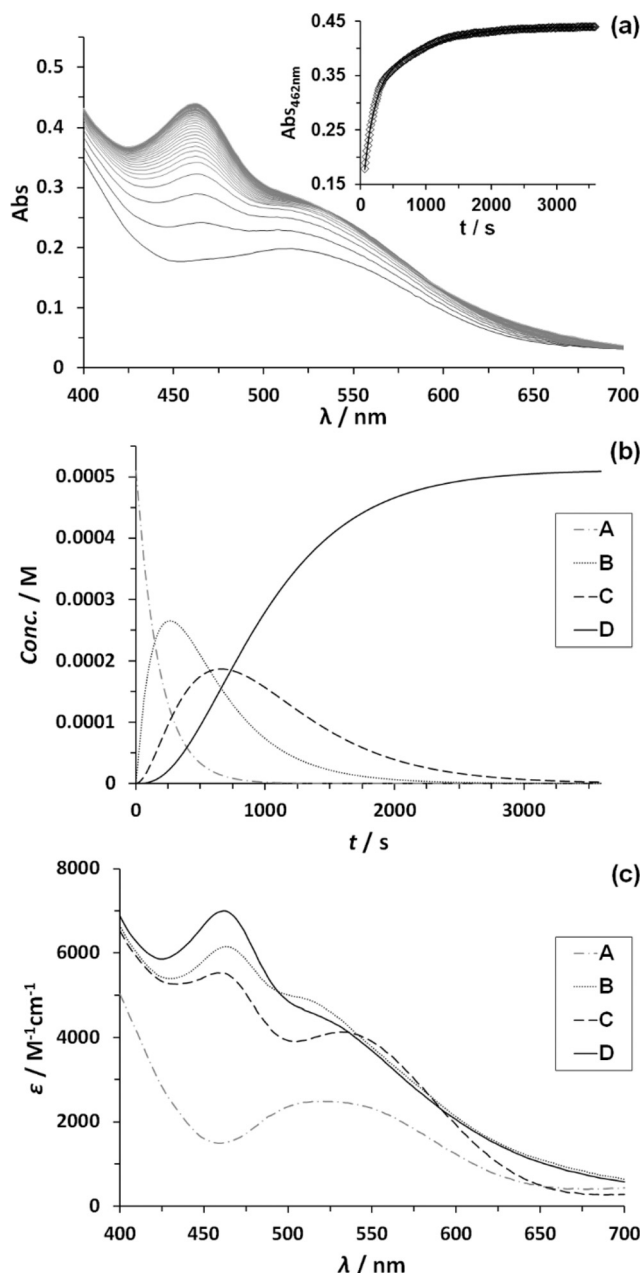 (a)
0.5
0.4
0.3
0.2
0.1
0
Abs
400 450 500 550 600 650 700
λ / nm
0.45
0.35
0.25
0.15
Abs462nm
0 1000 2000 3000
t / s
(b)
0.0005
0.0004
0.0003
0.0002
0.0001
0
Conc. / M
0 1000 2000 3000
t / s
A
B
C
D
(c)
8000
6000
4000
2000
0
ε / M-1cm-1
400 450 500 550 600 650 700
λ / nm
A
B
C
D